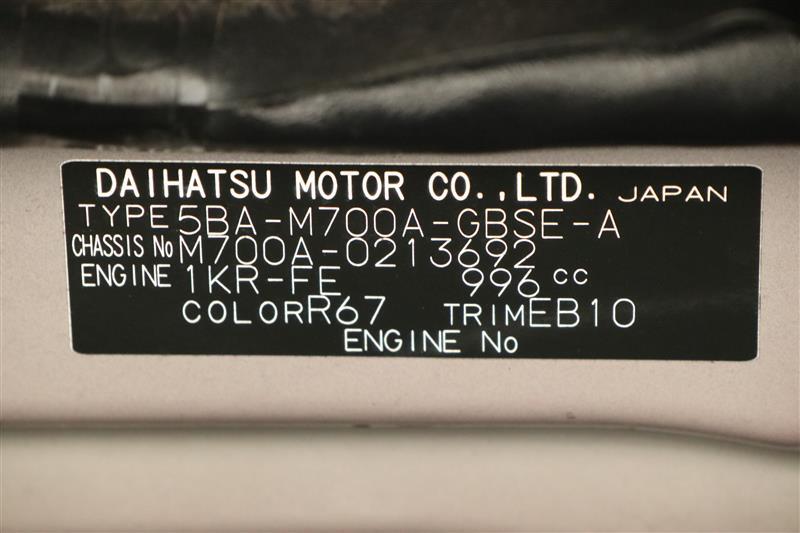 DAIHATSU MOTOR CO.,LTD. JAPAN
TYPE 5BA-M700A-GBSE-A
CHASSIS No M700A-0213692
ENGINE 1KR-FE 996 cc
COLOR R67 TRIM EB10
ENGINE No